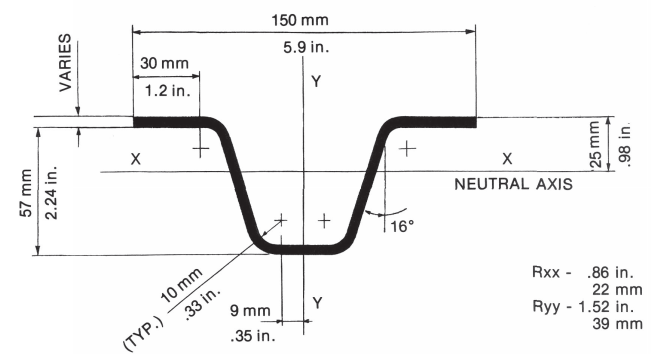 150 mm
5.9 in.
VARIES
30 mm
1.2 in.
Y
X
X
25 mm
.98 in.
NEUTRAL AXIS
57 mm
2.24 in.
16°
10 mm
.33 in.
(TYP.)
9 mm
.35 in.
Y
Rxx - .86 in.
22 mm
Ryy - 1.52 in.
39 mm